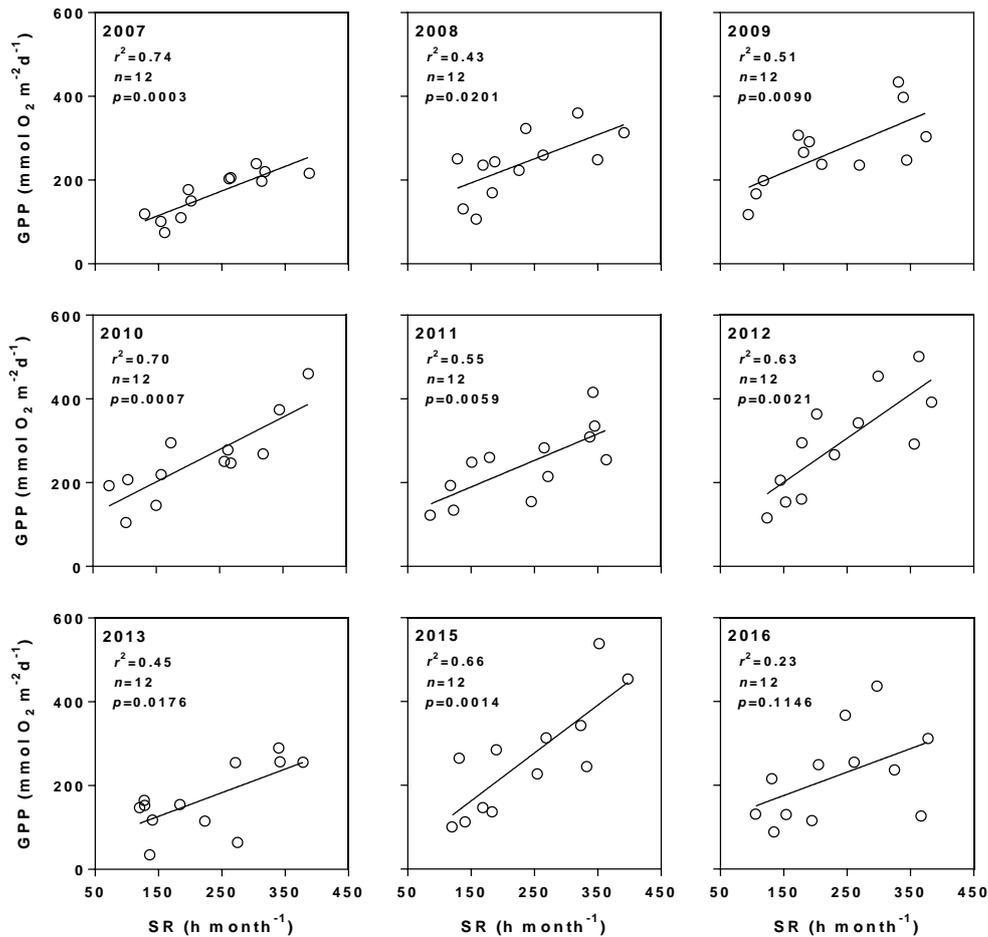 600
400
200
0
GPP (mmol O₂ m⁻²d⁻¹)
2007
r²=0.74
n=12
p=0.0003
2008
r²=0.43
n=12
p=0.0201
2009
r²=0.51
n=12
p=0.0090
600
400
200
0
GPP (mmol O₂ m⁻²d⁻¹)
2010
r²=0.70
n=12
p=0.0007
2011
r²=0.55
n=12
p=0.0059
2012
r²=0.63
n=12
p=0.0021
600
400
200
0
GPP (mmol O₂ m⁻²d⁻¹)
2013
r²=0.45
n=12
p=0.0176
2015
r²=0.66
n=12
p=0.0014
2016
r²=0.23
n=12
p=0.1146
50 150 250 350 450 50 150 250 350 450 50 150 250 350 450
SR (h month⁻¹) SR (h month⁻¹) SR (h month⁻¹)